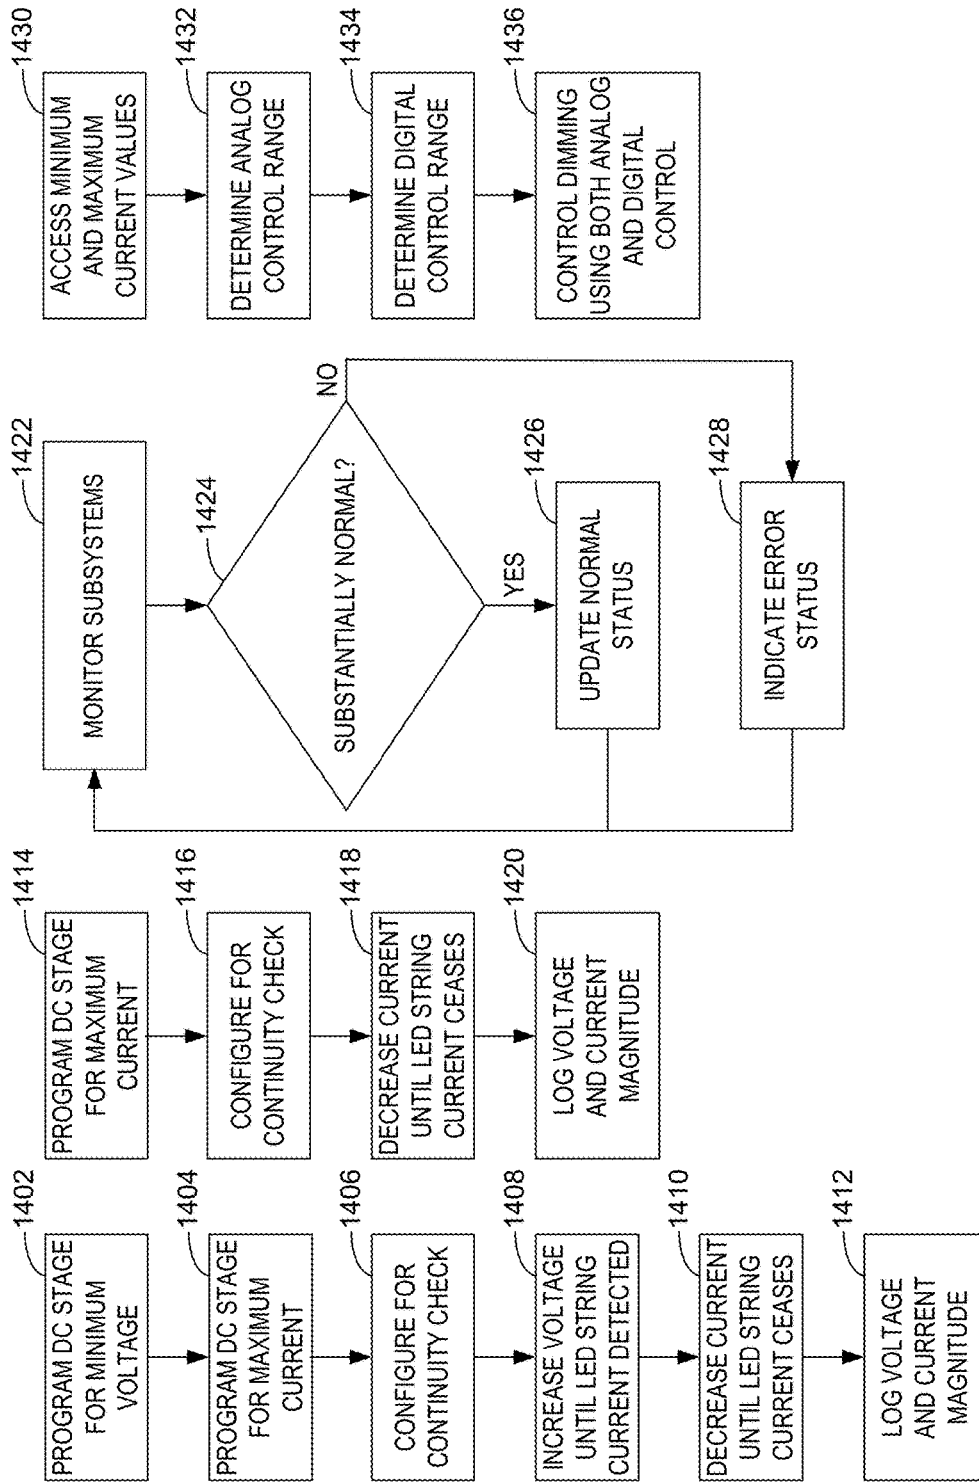 1402
PROGRAM DC STAGE
FOR MINIMUM
VOLTAGE
1404
PROGRAM DC STAGE
FOR MAXIMUM
CURRENT
1406
CONFIGURE FOR
CONTINUITY CHECK
1408
INCREASE VOLTAGE
UNTIL LED STRING
CURRENT DETECTED
1410
DECREASE CURRENT
UNTIL LED STRING
CURRENT CEASES
1412
LOG VOLTAGE
AND CURRENT
MAGNITUDE
1414
PROGRAM DC STAGE
FOR MAXIMUM
CURRENT
1416
CONFIGURE FOR
CONTINUITY CHECK
1418
DECREASE CURRENT
UNTIL LED STRING
CURRENT CEASES
1420
LOG VOLTAGE
AND CURRENT
MAGNITUDE
1422
MONITOR SUBSYSTEMS
1424
SUBSTANTIALLY NORMAL?
NO
YES
1426
UPDATE NORMAL
STATUS
1428
INDICATE ERROR
STATUS
1430
ACCESS MINIMUM
AND MAXIMUM
CURRENT VALUES
1432
DETERMINE ANALOG
CONTROL RANGE
1434
DETERMINE DIGITAL
CONTROL RANGE
1436
CONTROL DIMMING
USING BOTH ANALOG
AND DIGITAL
CONTROL